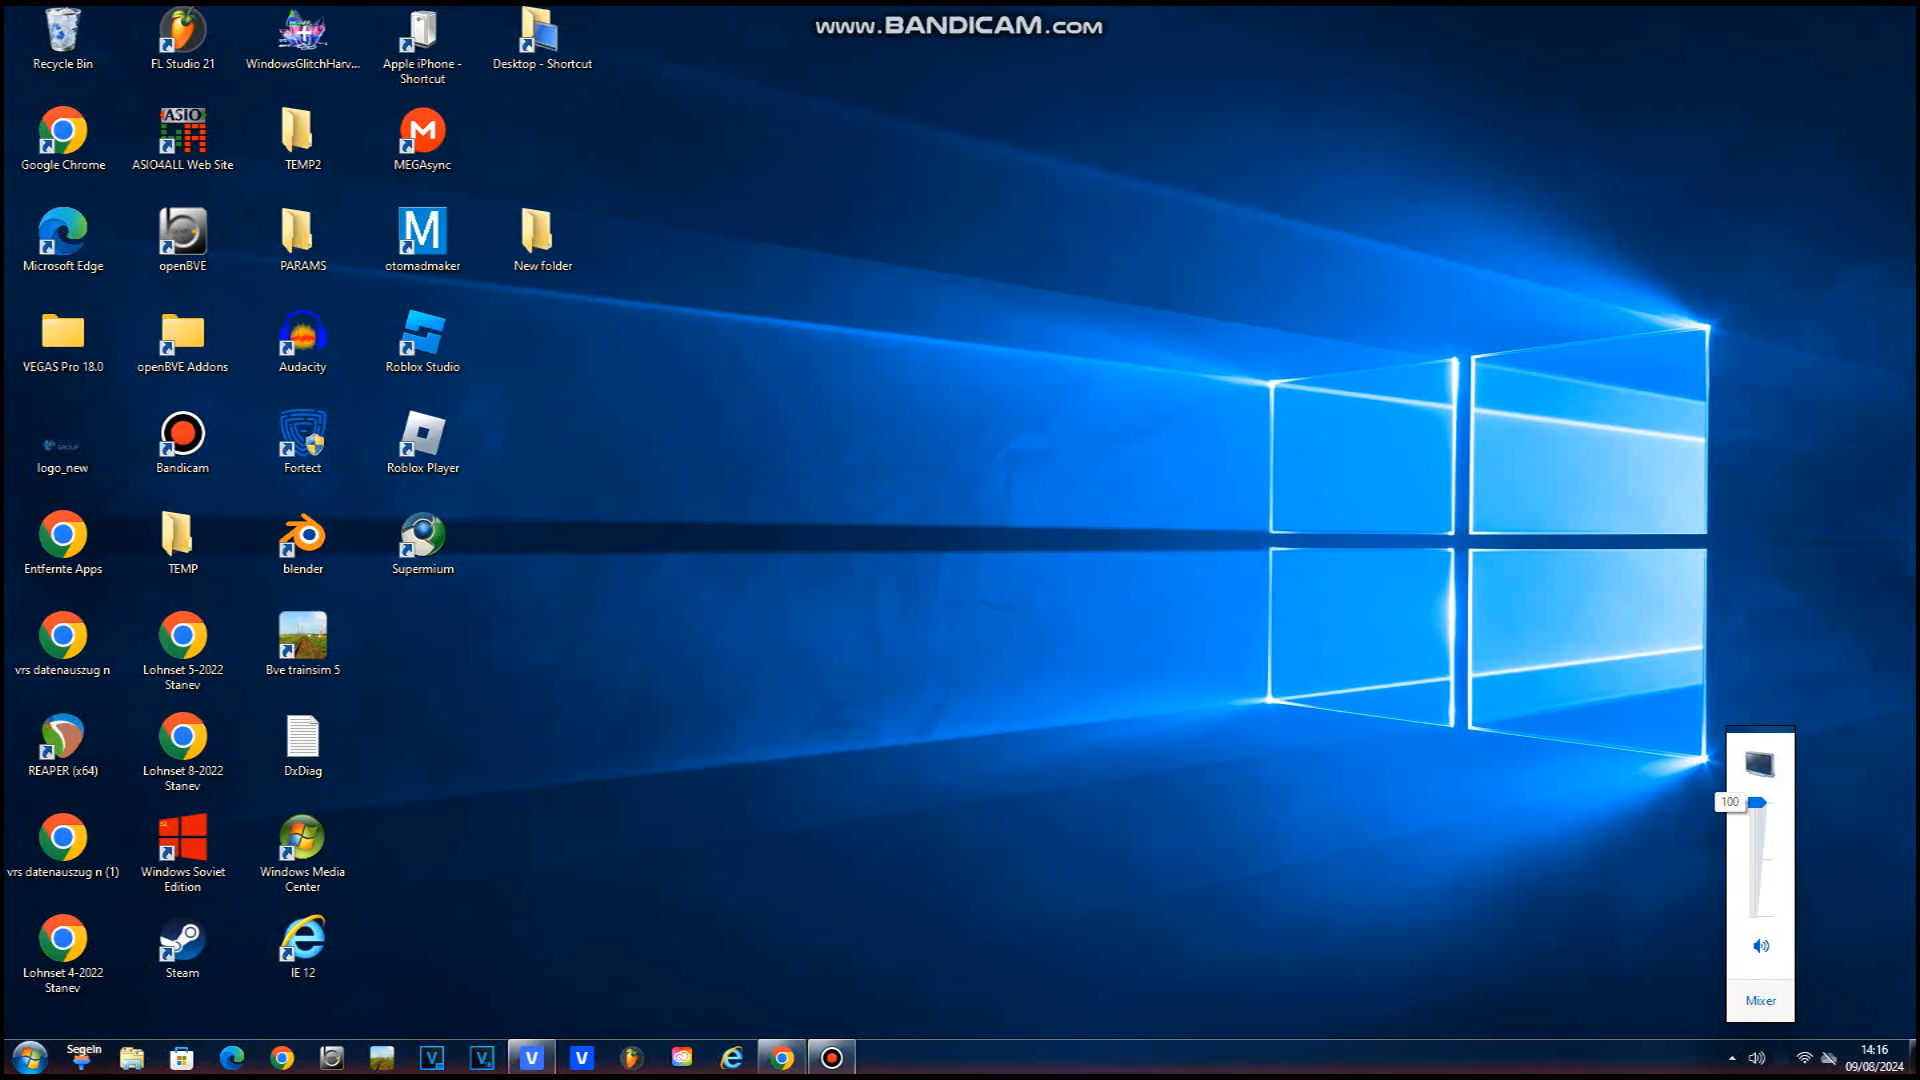 www.BANDICAM.com
Recycle Bin
FL Studio 21
WindowsGlitchHarv...
Apple iPhone -
Shortcut
Desktop - Shortcut
Google Chrome
ASIO
ASIO4ALL Web Site
TEMP2
M
MEGAsync
Microsoft Edge
openBVE
PARAMS
M
otomadmaker
New folder
VEGAS Pro 18.0
openBVE Addons
Audacity
Roblox Studio
GROUP
logo_new
Bandicam
Fortect
Roblox Player
Entfernte Apps
TEMP
blender
Supermium
vrs datenauszug n
Lohnset 5-2022
Stanev
Bve trainsim 5
REAPER (x64)
Lohnset 8-2022
Stanev
DxDiag
100
vrs datenauszug n (1)
Windows Soviet
Edition
Windows Media
Center
Lohnset 4-2022
Stanev
Steam
IE 12
Mixer
Segeln
V
V
V
V
14:16
09/08/2024